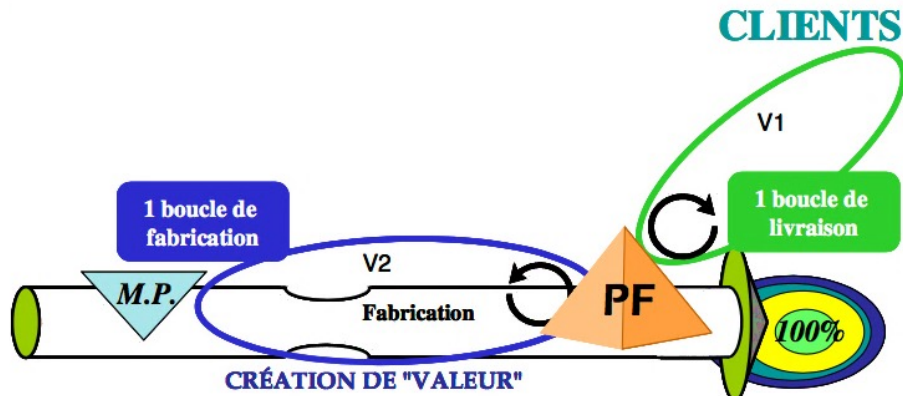 CLIENTS
V1
1 boucle de
livraison
1 boucle de
fabrication
V2
M.P.
Fabrication
PF
100%
CRÉATION DE "VALEUR"